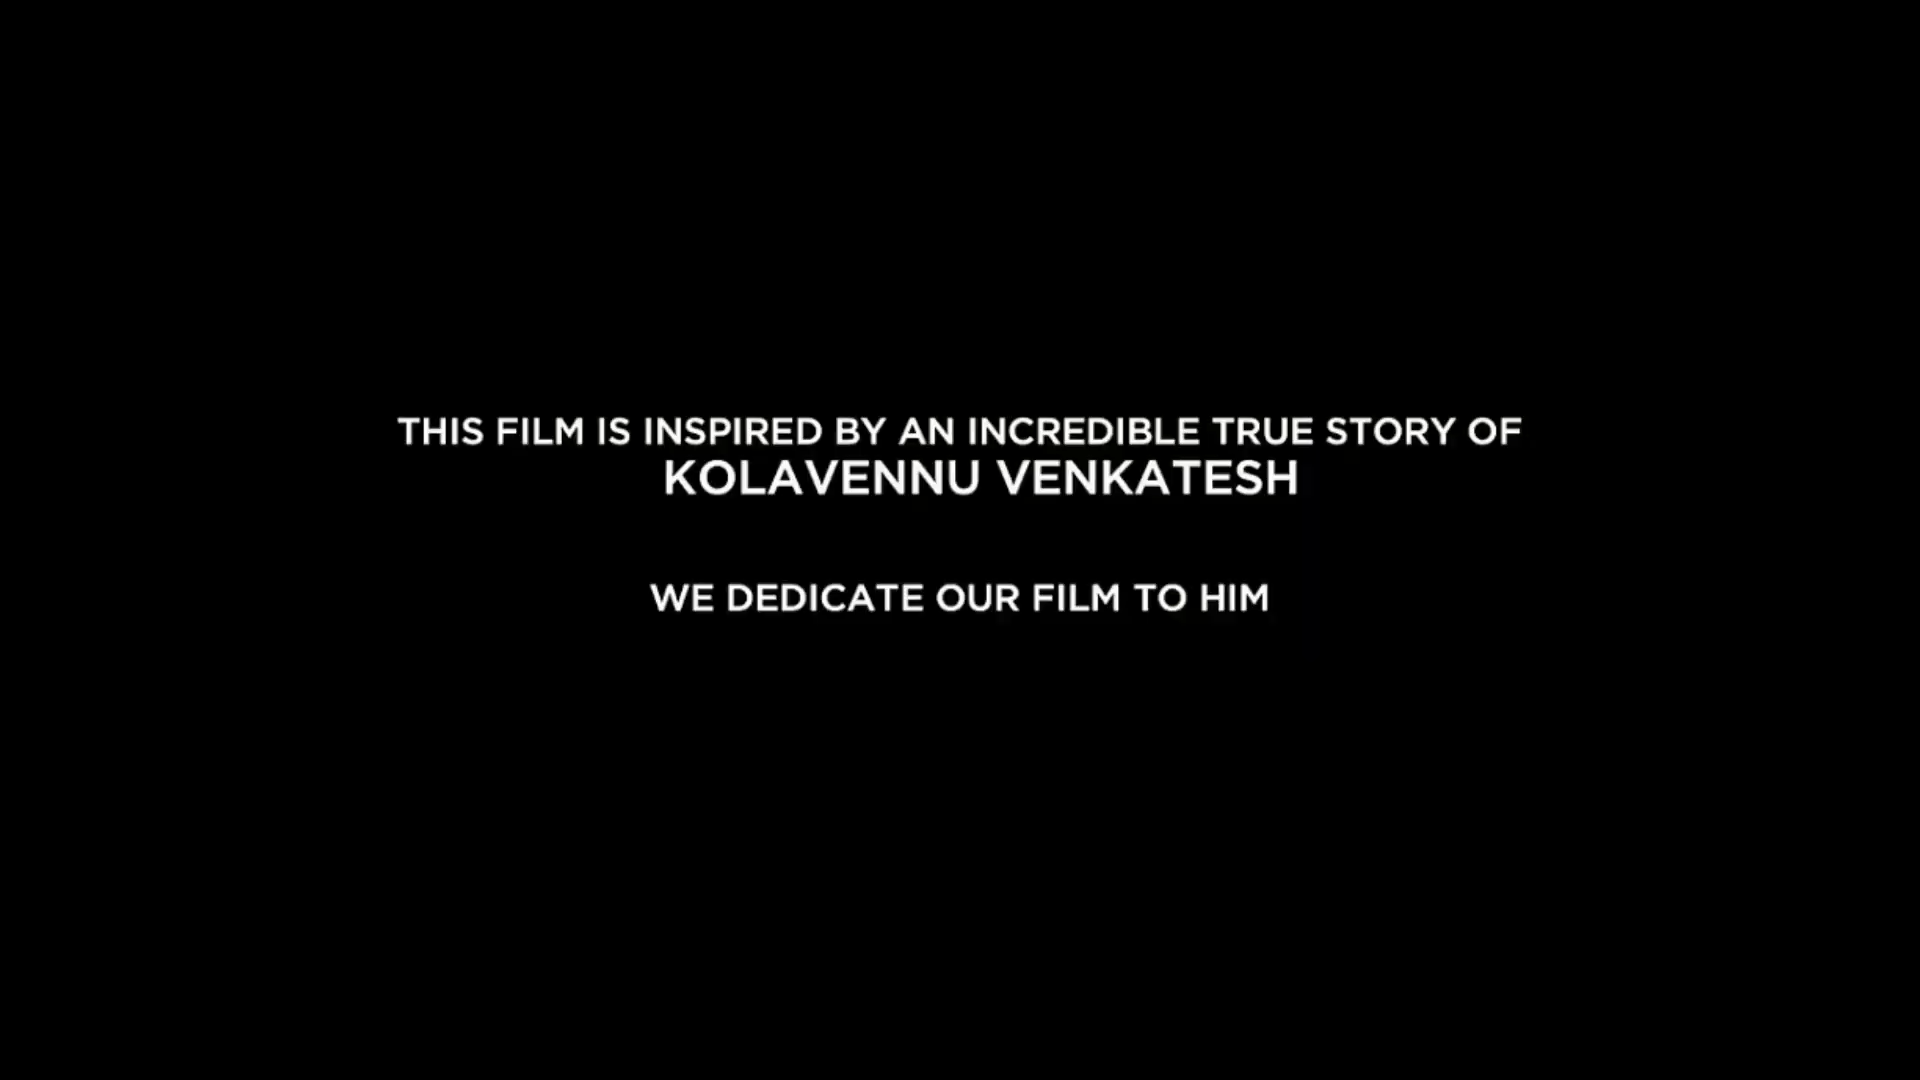 THIS FILM IS INSPIRED BY AN INCREDIBLE TRUE STORY OF
KOLAVENNU VENKATESH
WE DEDICATE OUR FILM TO HIM